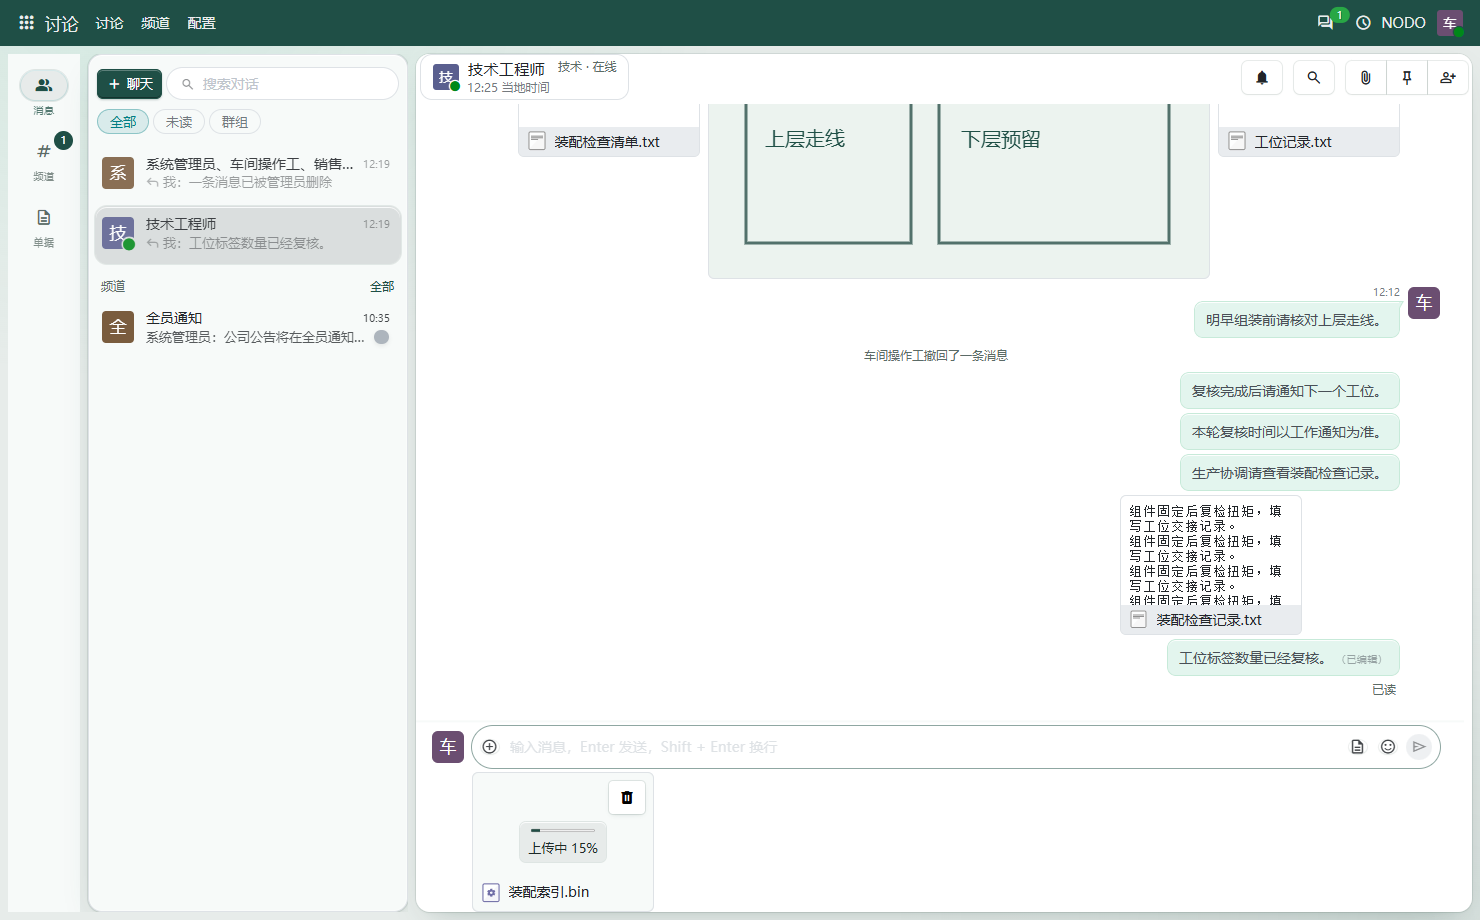 讨论 讨论 频道 配置 1 NODO 车
消息
1
频道
单据
聊天 搜索对话
全部 未读 群组
系 系统管理员、车间操作工、销售... 12:19
我：一条消息已被管理员删除
技 技术工程师 12:19
我：工位标签数量已经复核。
频道 全部
全 全员通知 10:35
系统管理员：公司公告将在全员通知...
技 技术工程师 技术 · 在线
12:25 当地时间
上层走线 下层预留
装配检查清单.txt 工位记录.txt
12:12
明早组装前请核对上层走线。 车
车间操作工撤回了一条消息
复核完成后请通知下一个工位。
本轮复核时间以工作通知为准。
生产协调请查看装配检查记录。
组件固定后复检扭矩，填
写工位交接记录。
组件固定后复检扭矩，填
写工位交接记录。
组件固定后复检扭矩，填
写工位交接记录。
组件固定后复检扭矩，填
装配检查记录.txt
工位标签数量已经复核。 （已编辑）
已读
车 输入消息，Enter 发送，Shift + Enter 换行
上传中 15%
装配索引.bin